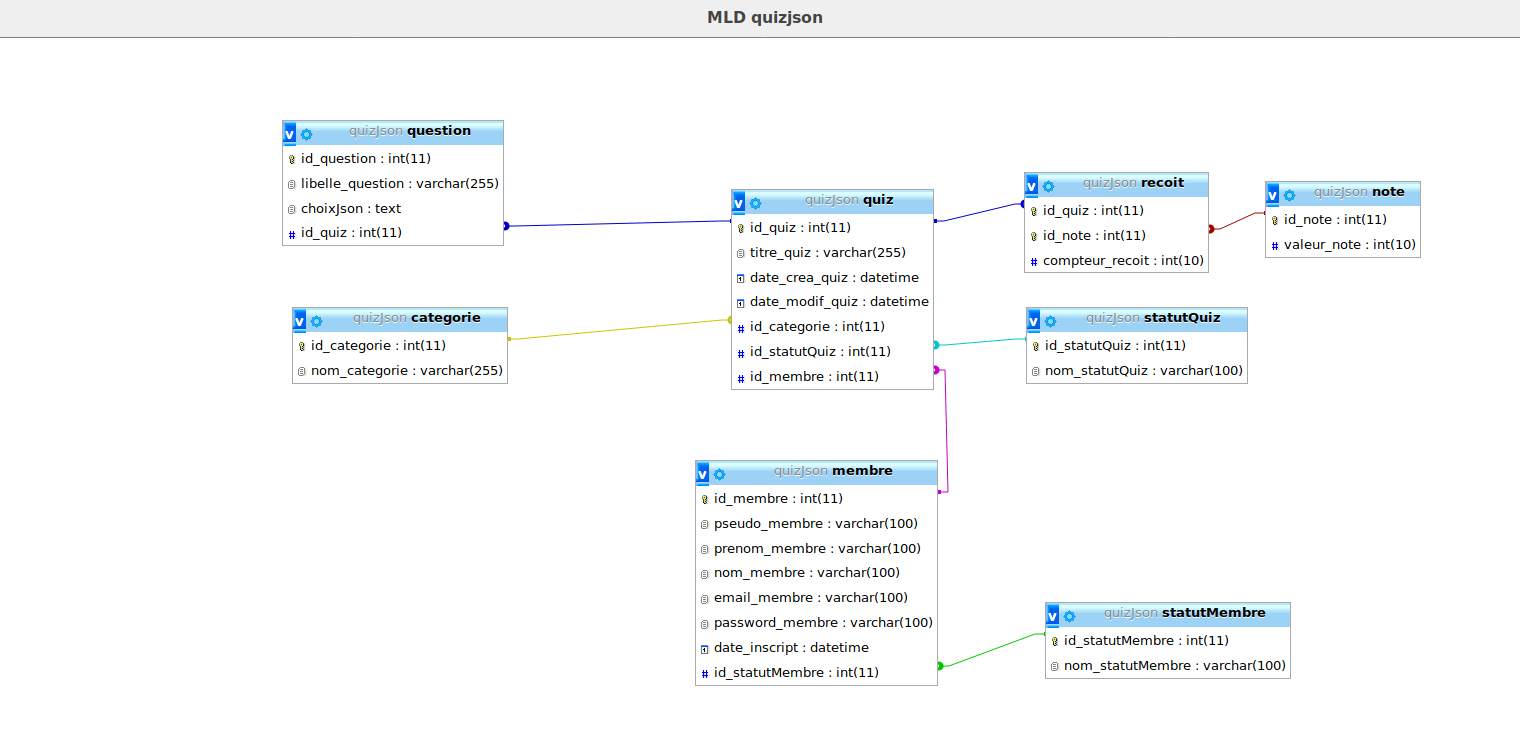 MLD quizjson
v quizJson question
id_question : int(11)
libelle_question : varchar(255)
choixJson : text
# id_quiz : int(11)
v quizJson categorie
id_categorie : int(11)
nom_categorie : varchar(255)
v quizJson quiz
id_quiz : int(11)
titre_quiz : varchar(255)
date_crea_quiz : datetime
date_modif_quiz : datetime
# id_categorie : int(11)
# id_statutQuiz : int(11)
# id_membre : int(11)
v quizJson recoit
id_quiz : int(11)
id_note : int(11)
# compteur_recoit : int(10)
v quizJson note
id_note : int(11)
# valeur_note : int(10)
v quizJson statutQuiz
id_statutQuiz : int(11)
nom_statutQuiz : varchar(100)
v quizJson membre
id_membre : int(11)
pseudo_membre : varchar(100)
prenom_membre : varchar(100)
nom_membre : varchar(100)
email_membre : varchar(100)
password_membre : varchar(100)
date_inscript : datetime
# id_statutMembre : int(11)
v quizJson statutMembre
id_statutMembre : int(11)
nom_statutMembre : varchar(100)